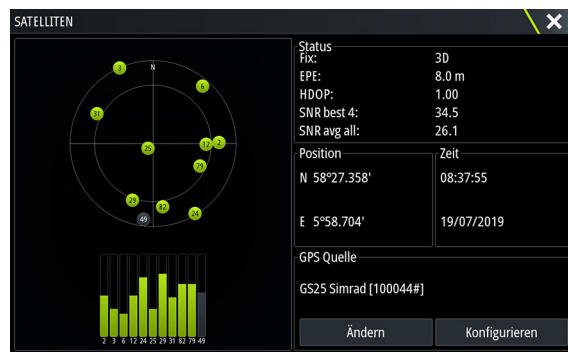 SATELLITEN
N
3
6
31
12
2
25
79
29
82
49
24
2 3 6 12 24 25 29 31 82 79 49
Status
Fix: 3D
EPE: 8.0 m
HDOP: 1.00
SNR best 4: 34.5
SNR avg all: 26.1
Position
N 58°27.358'
E 5°58.704'
Zeit
08:37:55
19/07/2019
GPS Quelle
GS25 Simrad [100044#]
Ändern
Konfigurieren